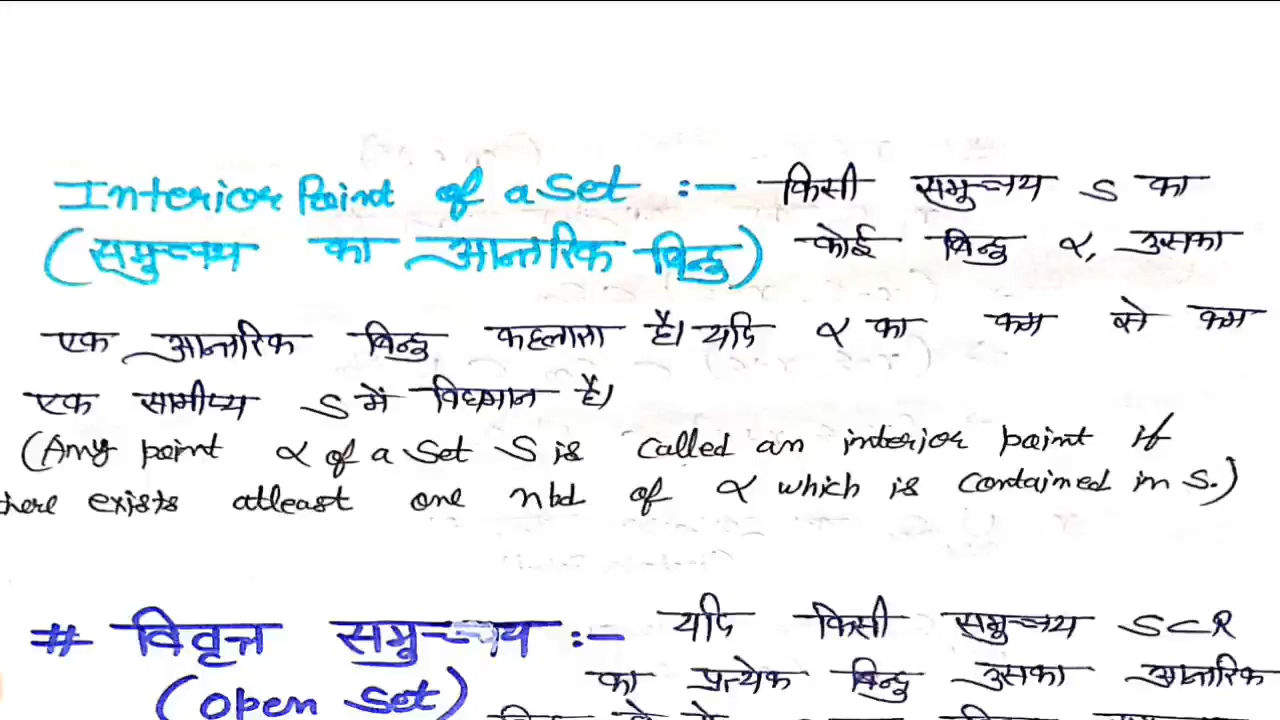 Interior Point of a Set :- किसी समुच्चय S का
(समुच्चय का आन्तरिक बिन्दु) कोई बिन्दु α, उसका
एक आन्तरिक बिन्दु कहलाता है। यदि α का कम से कम
एक सामीप्य S में विद्यमान है।
(Any point α of a Set S is called an interior point if
here exists atleast one nbd of α which is contained in S.)
# विवृत्त समुच्चय :- यदि किसी समुच्चय S⊂R
(open set) का प्रत्येक बिन्दु उसका आन्तरिक